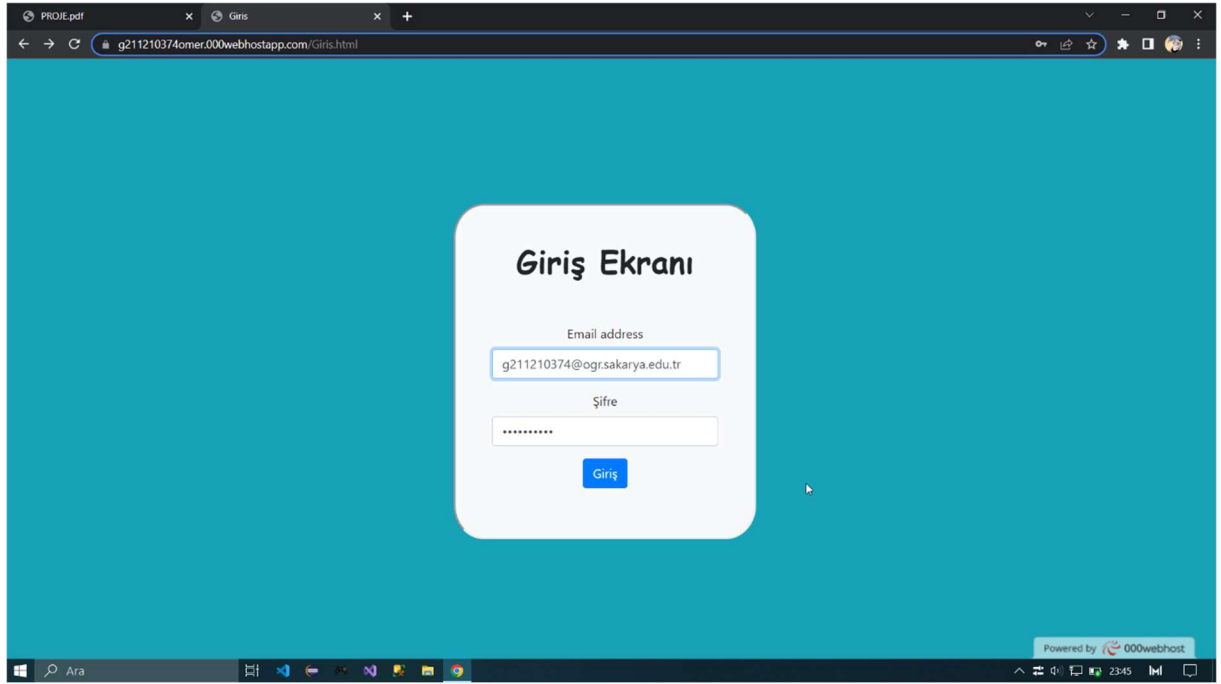 PROJE.pdf
Giris
g211210374omer.000webhostapp.com/Giris.html
Giriş Ekranı
Email address
g211210374@ogr.sakarya.edu.tr
Şifre
••••••••••
Giriş
Powered by 000webhost
Ara
23:45